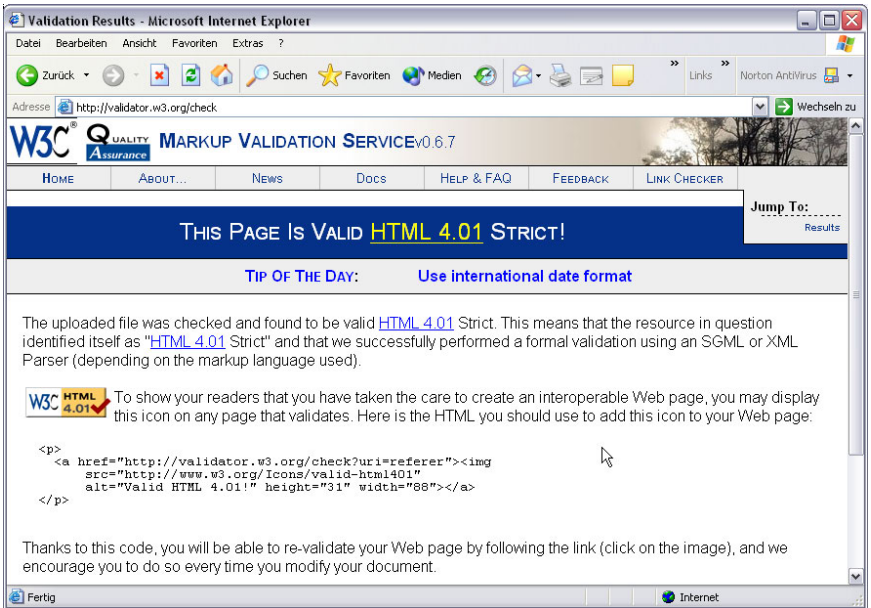 Validation Results - Microsoft Internet Explorer
Datei Bearbeiten Ansicht Favoriten Extras ?
Zurück Suchen Favoriten Medien » Links » Norton AntiVirus
Adresse http://validator.w3.org/check Wechseln zu
W3C® QUALITY Assurance MARKUP VALIDATION SERVICE v0.6.7
HOME ABOUT... NEWS DOCS HELP & FAQ FEEDBACK LINK CHECKER
Jump To:
Results
THIS PAGE IS VALID HTML 4.01 STRICT!
TIP OF THE DAY: Use international date format
The uploaded file was checked and found to be valid HTML 4.01 Strict. This means that the resource in question
identified itself as "HTML 4.01 Strict" and that we successfully performed a formal validation using an SGML or XML
Parser (depending on the markup language used).
W3C HTML 4.01
To show your readers that you have taken the care to create an interoperable Web page, you may display
this icon on any page that validates. Here is the HTML you should use to add this icon to your Web page:
<p>
<a href="http://validator.w3.org/check?uri=referer"><img
src="http://www.w3.org/Icons/valid-html401"
alt="Valid HTML 4.01!" height="31" width="88"></a>
</p>
Thanks to this code, you will be able to re-validate your Web page by following the link (click on the image), and we
encourage you to do so every time you modify your document.
Fertig Internet